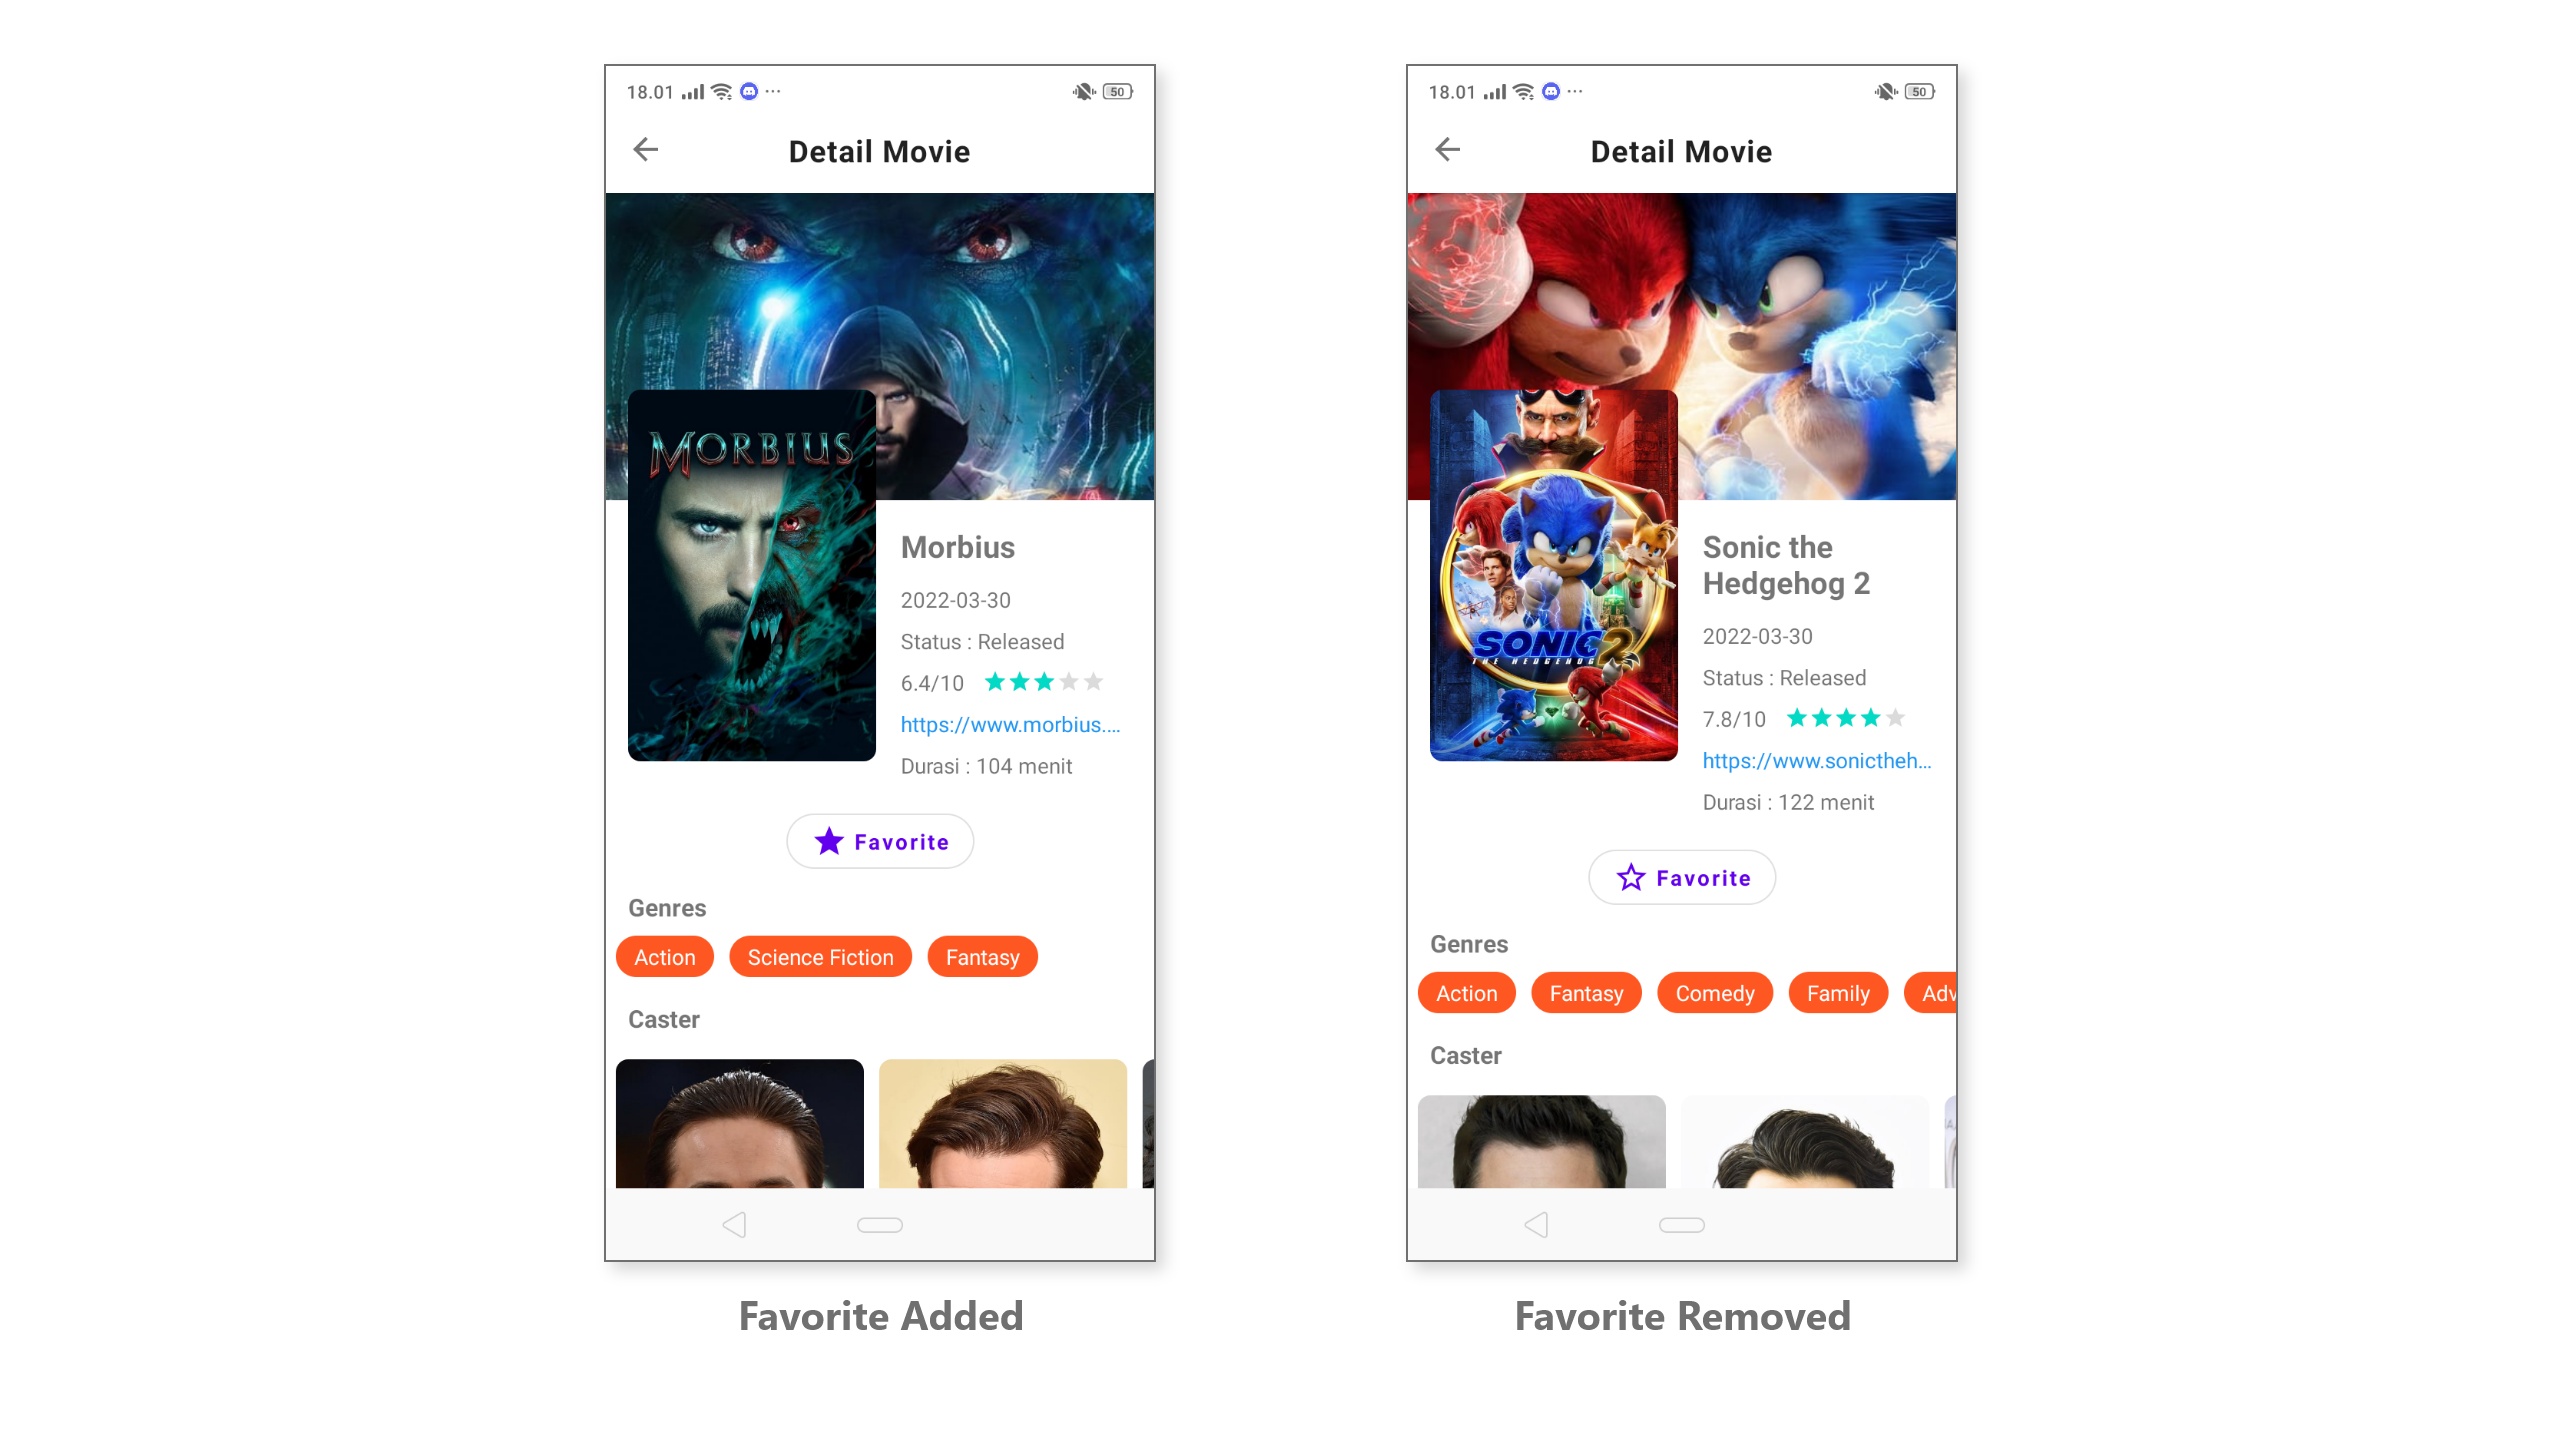 18.01
50
Detail Movie
MORBIUS
Morbius
2022-03-30
Status : Released
6.4/10
https://www.morbius....
Durasi : 104 menit
Favorite
Genres
Action
Science Fiction
Fantasy
Caster
Favorite Added
18.01
50
Detail Movie
SONIC 2
THE HEDGEHOG
Sonic the
Hedgehog 2
2022-03-30
Status : Released
7.8/10
https://www.sonictheh...
Durasi : 122 menit
Favorite
Genres
Action
Fantasy
Comedy
Family
Adv
Caster
Favorite Removed